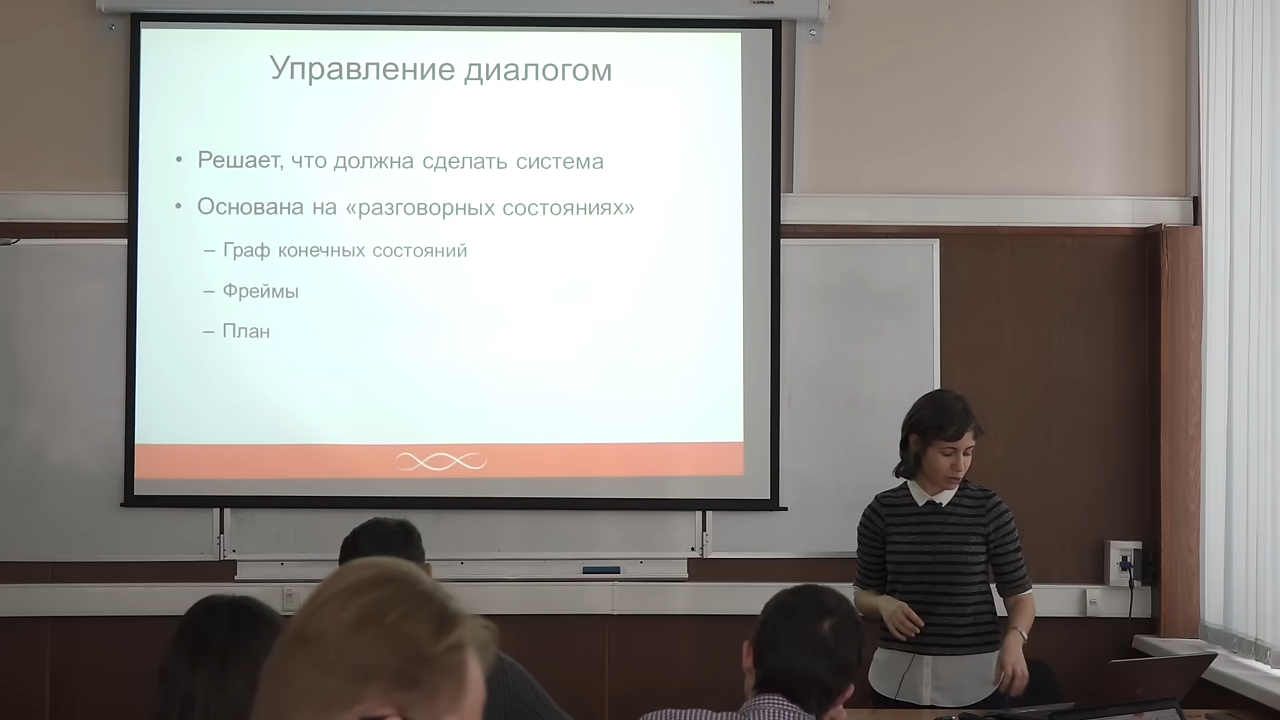 Управление диалогом
• Решает, что должна сделать система
• Основана на «разговорных состояниях»
– Граф конечных состояний
– Фреймы
– План